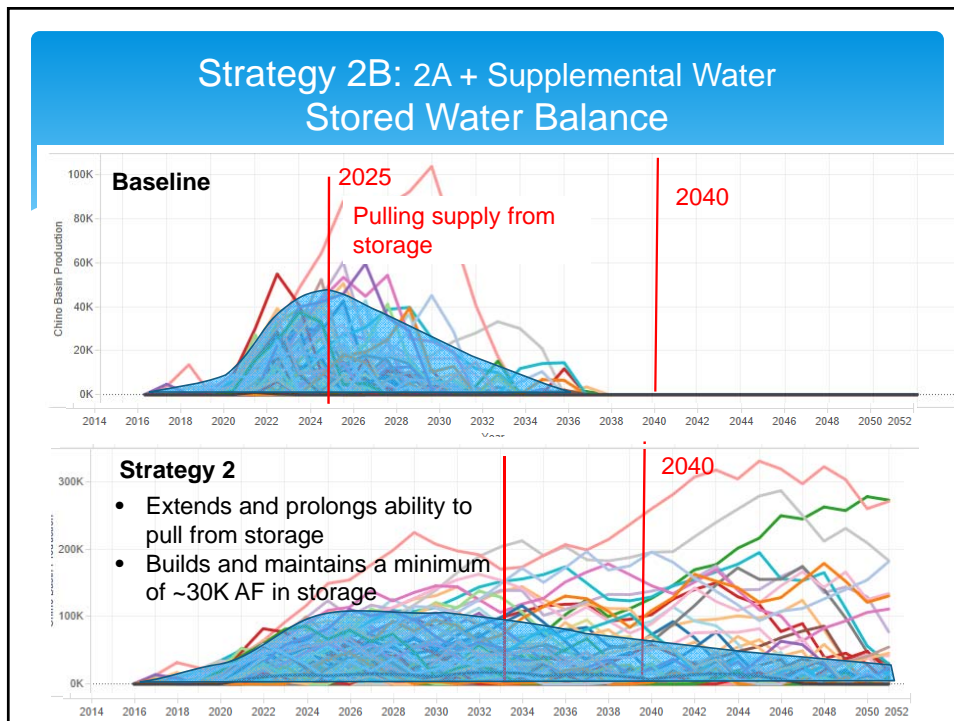 Strategy 2B: 2A + Supplemental Water
Stored Water Balance
Baseline
2025
Pulling supply from
storage
2040
Chino Basin Production
100K
80K
60K
40K
20K
0K
2014 2016 2018 2020 2022 2024 2026 2028 2030 2032 2034 2036 2038 2040 2042 2044 2046 2048 2050 2052
Strategy 2
• Extends and prolongs ability to
pull from storage
• Builds and maintains a minimum
of ~30K AF in storage
2040
300K
200K
100K
0K
2014 2016 2018 2020 2022 2024 2026 2028 2030 2032 2034 2036 2038 2040 2042 2044 2046 2048 2050 2052